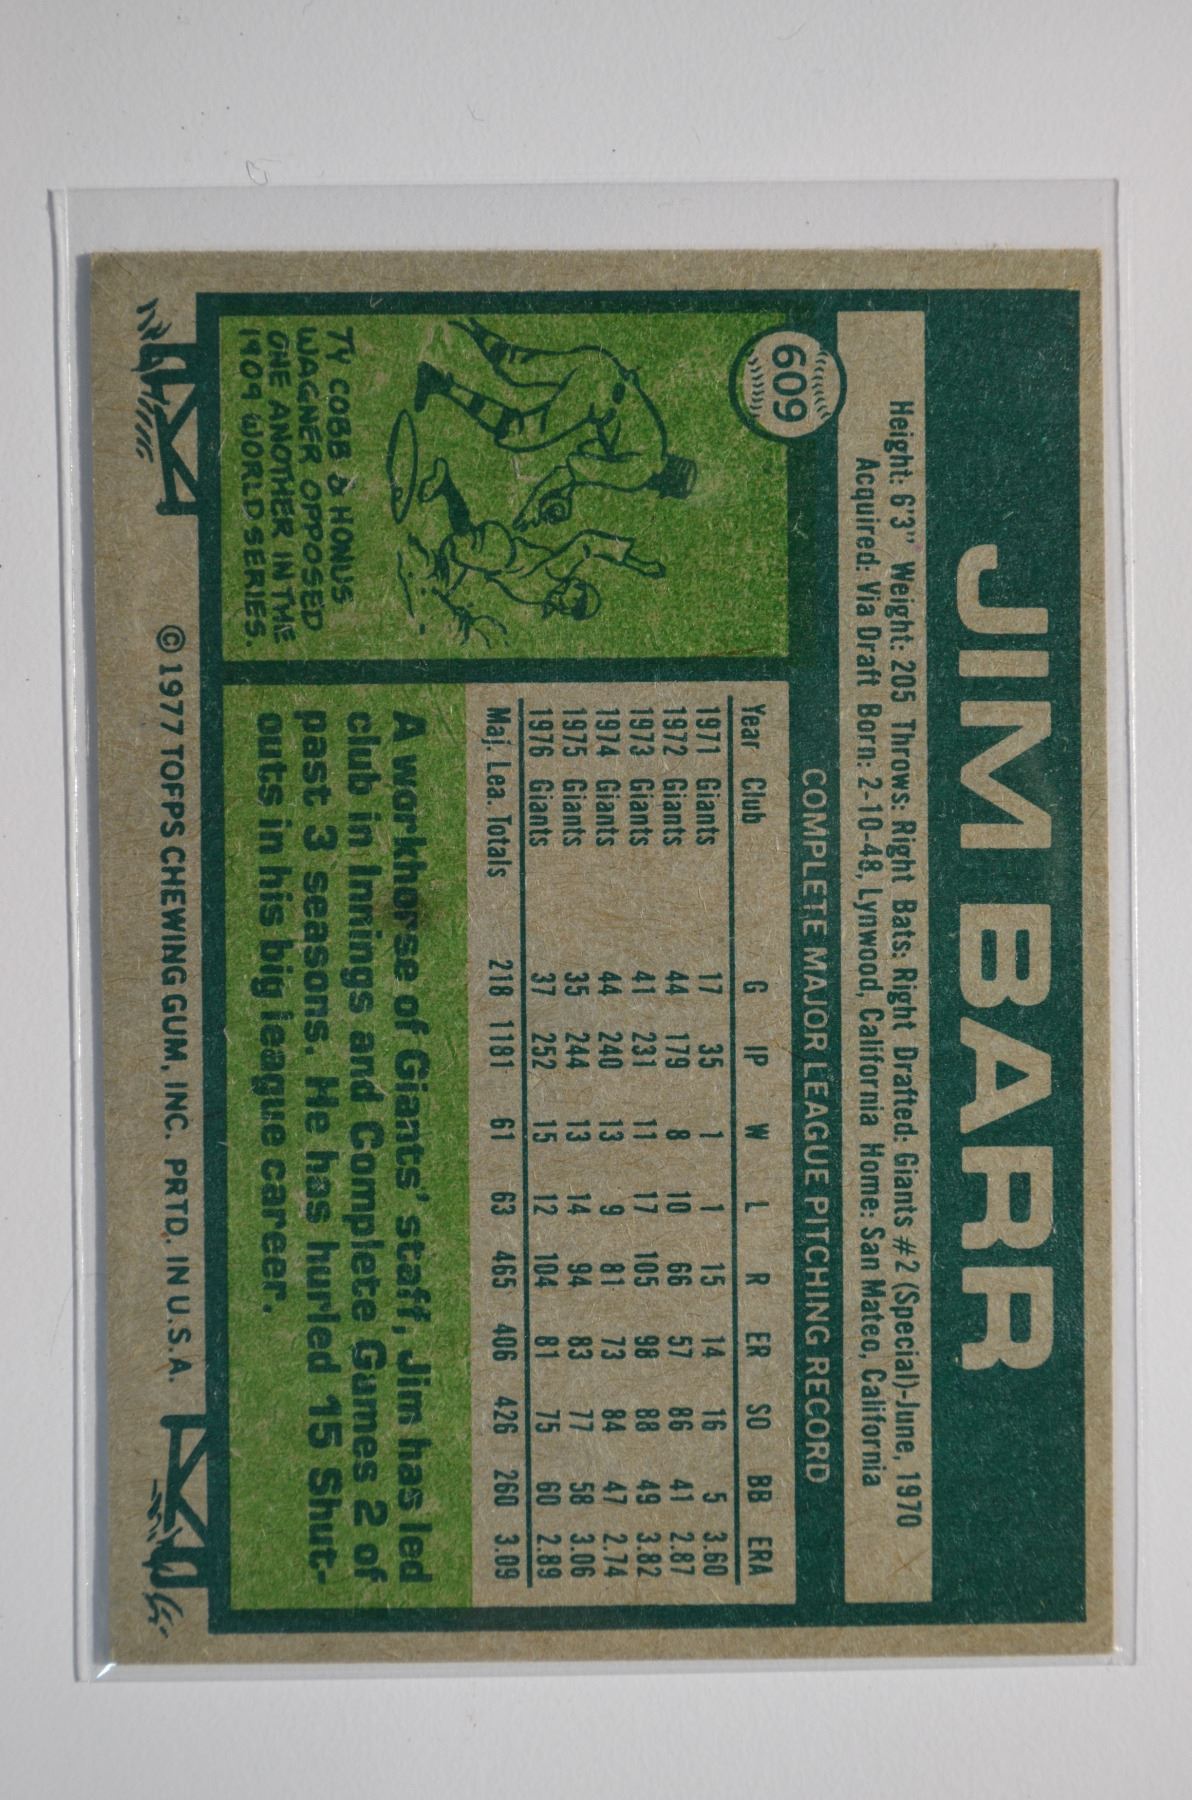 JIM BARR
609
Height: 6'3" Weight: 205 Throws: Right Bats: Right Drafted: Giants #2 (Special)-June, 1970
Acquired: Via Draft Born: 2-10-48, Lynwood, California Home: San Mateo, California
COMPLETE MAJOR LEAGUE PITCHING RECORD
Year Club G IP W L R ER SO BB ERA
1971 Giants 17 35 1 1 15 14 16 5 3.60
1972 Giants 44 179 8 10 66 57 86 41 2.87
1973 Giants 41 231 11 17 105 98 88 49 3.82
1974 Giants 44 240 13 9 81 73 84 47 2.74
1975 Giants 35 244 13 14 94 83 77 58 3.06
1976 Giants 37 252 15 12 104 81 75 60 2.89
Maj. Lea. Totals 218 1181 61 63 465 406 426 260 3.09
TY COBB & HONUS
WAGNER OPPOSED
ONE ANOTHER IN THE
1909 WORLD SERIES.
A workhorse of Giants' staff, Jim has led
club in Innings and Complete Games 2 of
past 3 seasons. He has hurled 15 Shut-
outs in his big league career.
© 1977 TOPPS CHEWING GUM, INC. PRTD. IN U.S.A.